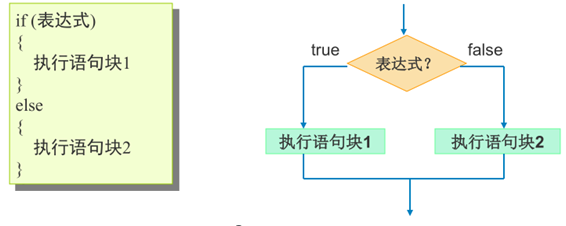 if (表达式)
{
执行语句块1
}
else
{
执行语句块2
}
true
false
表达式？
执行语句块1
执行语句块2